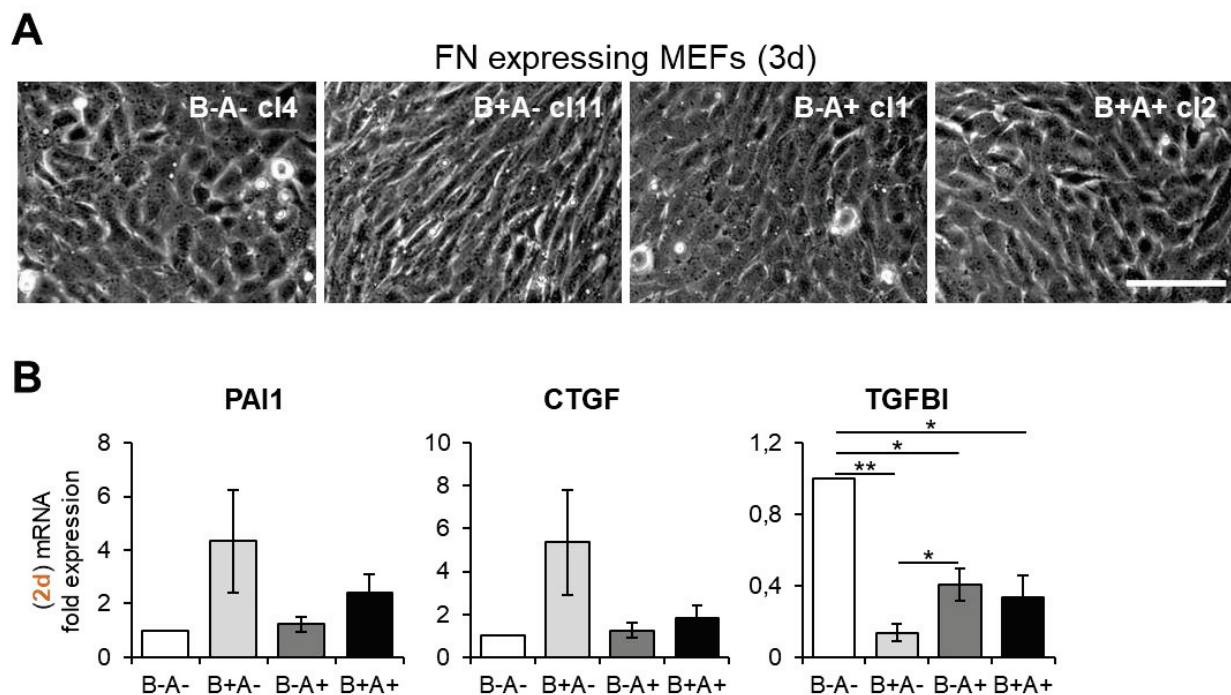 A
FN expressing MEFs (3d)
B-A- cl4
B+A- cl11
B-A+ cl1
B+A+ cl2
B
PAI1
CTGF
TGFBI
(2d) mRNA
fold expression
8
6
4
2
0
B-A- B+A- B-A+ B+A+
10
8
6
4
2
0
B-A- B+A- B-A+ B+A+
1,2
0,8
0,4
0
*
*
**
*
B-A- B+A- B-A+ B+A+